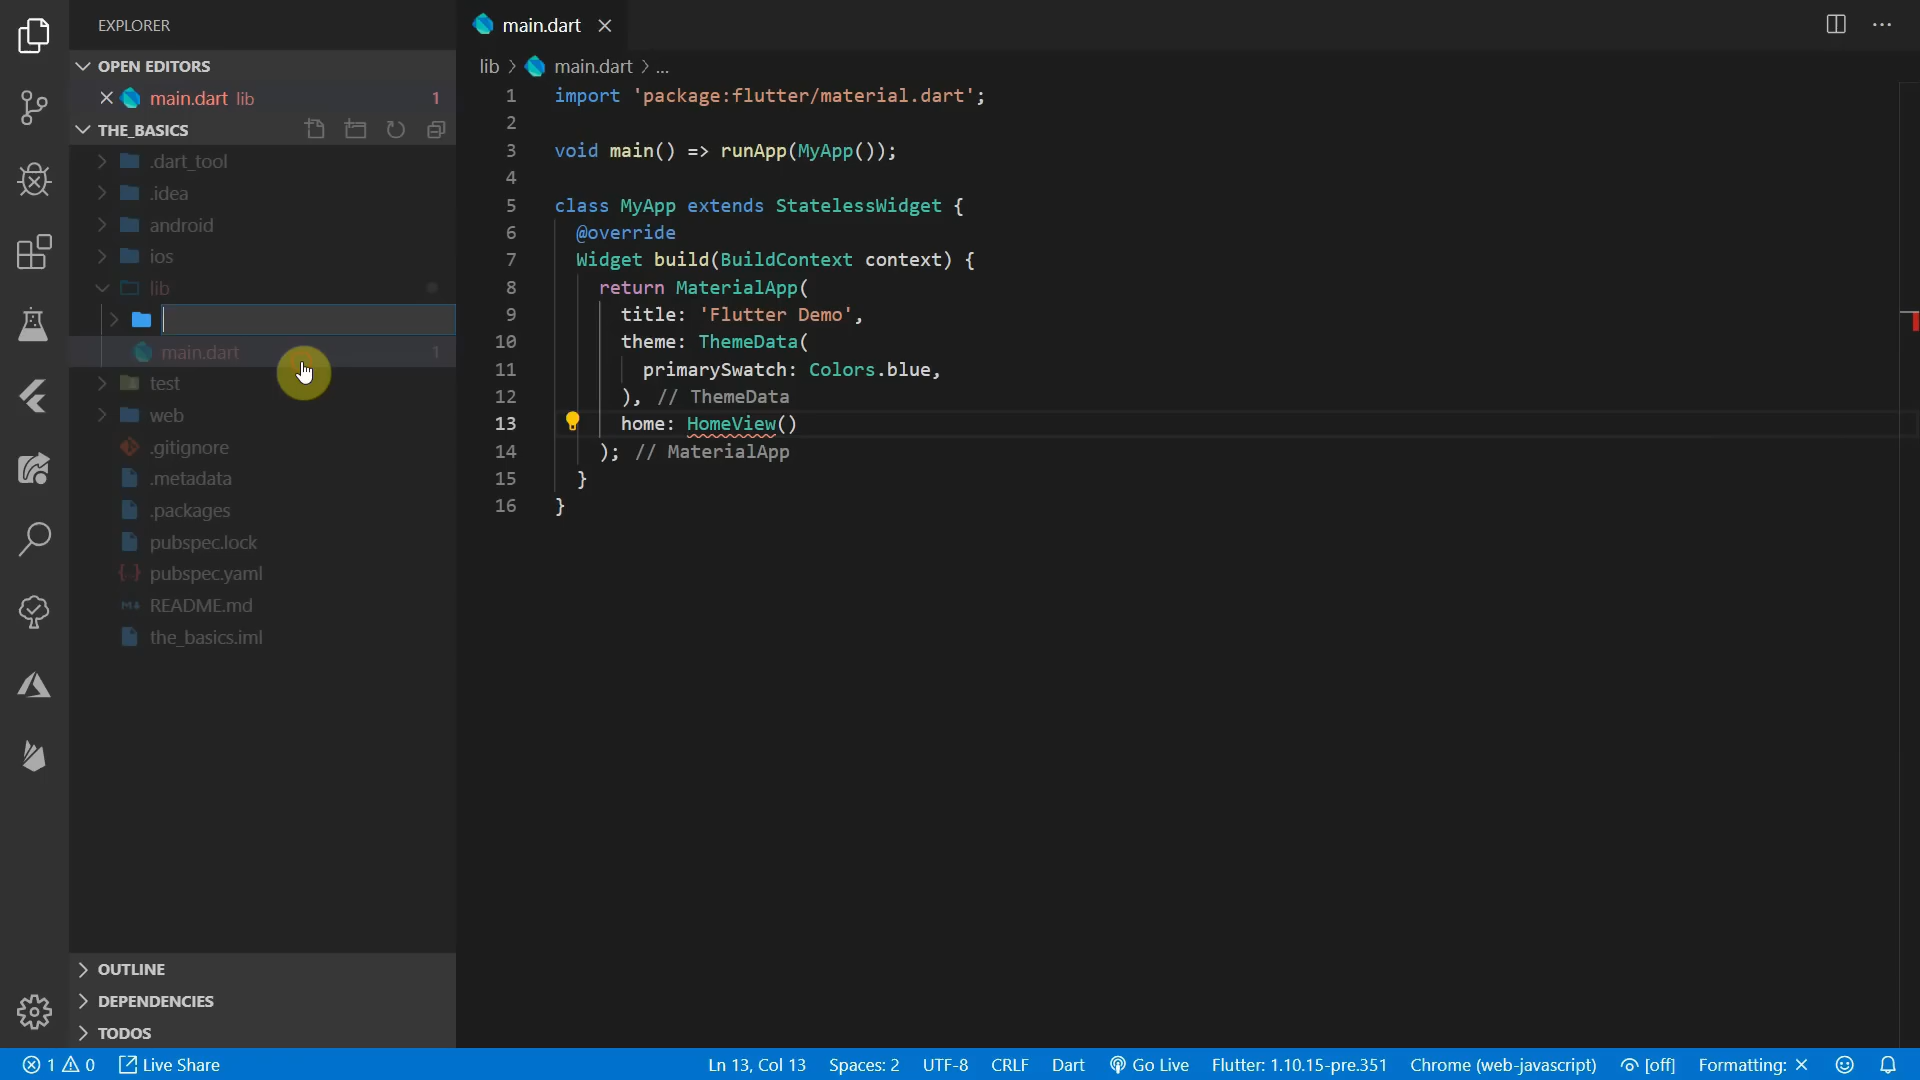 EXPLORER
OPEN EDITORS
main.dart lib 1
THE_BASICS
.dart_tool
.idea
android
ios
lib
main.dart 1
test
web
.gitignore
.metadata
.packages
pubspec.lock
pubspec.yaml
README.md
the_basics.iml
OUTLINE
DEPENDENCIES
TODOS
main.dart
lib > main.dart > ...
1 import 'package:flutter/material.dart';
2
3 void main() => runApp(MyApp());
4
5 class MyApp extends StatelessWidget {
6 @override
7 Widget build(BuildContext context) {
8 return MaterialApp(
9 title: 'Flutter Demo',
10 theme: ThemeData(
11 primarySwatch: Colors.blue,
12 ), // ThemeData
13 home: HomeView()
14 ); // MaterialApp
15 }
16 }
1 0 Live Share Ln 13, Col 13 Spaces: 2 UTF-8 CRLF Dart Go Live Flutter: 1.10.15-pre.351 Chrome (web-javascript) [off] Formatting: ×